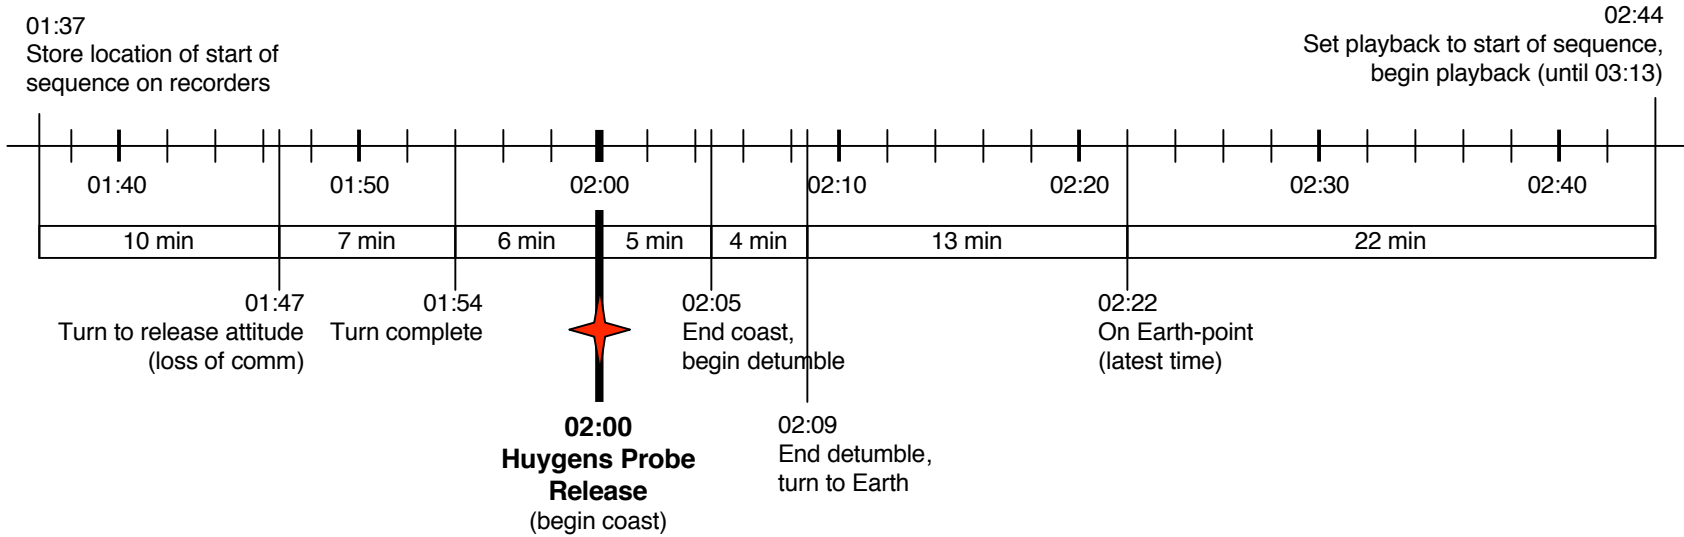 01:37
Store location of start of
sequence on recorders
02:44
Set playback to start of sequence,
begin playback (until 03:13)
01:40
01:50
02:00
02:10
02:20
02:30
02:40
10 min
7 min
6 min
5 min
4 min
13 min
22 min
01:47
Turn to release attitude
(loss of comm)
01:54
Turn complete
02:05
End coast,
begin detumble
02:22
On Earth-point
(latest time)
02:00
Huygens Probe
Release
(begin coast)
02:09
End detumble,
turn to Earth